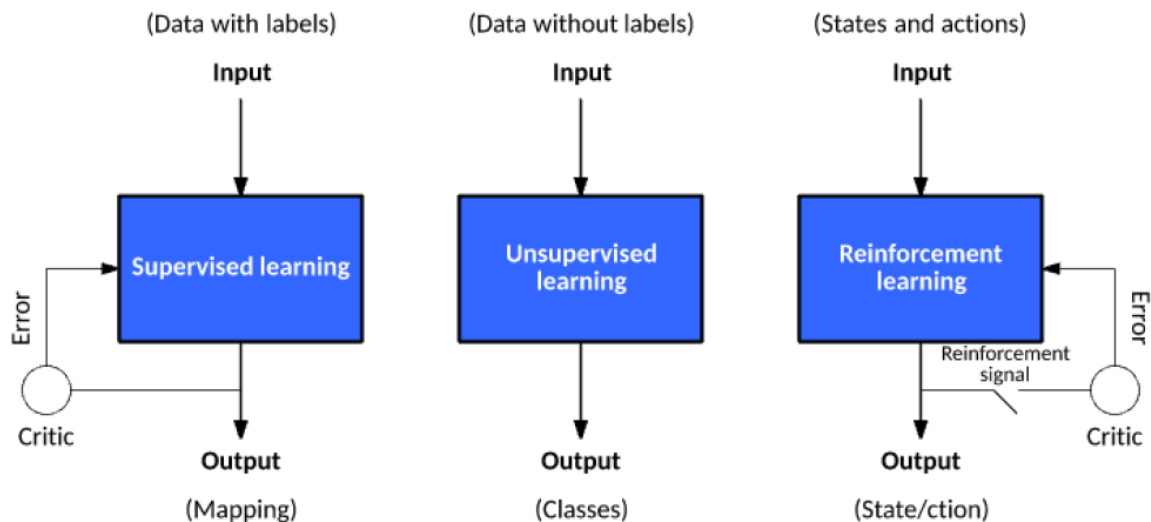 (Data with labels)
Input
Supervised learning
Error
Critic
Output
(Mapping)
(Data without labels)
Input
Unsupervised
learning
Output
(Classes)
(States and actions)
Input
Reinforcement
learning
Error
Reinforcement
signal
Critic
Output
(State/ction)